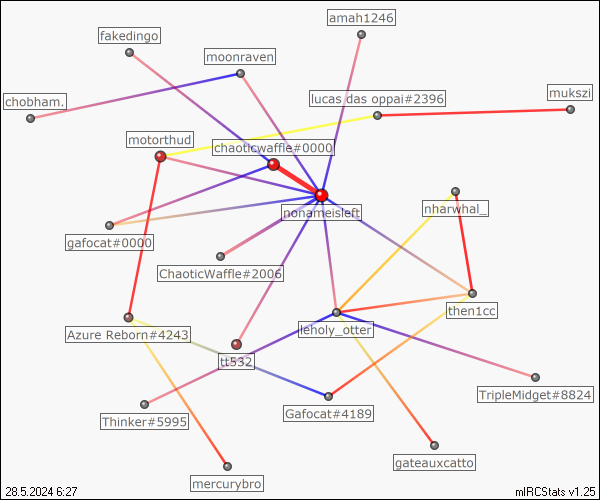 amah1246
fakedingo
moonraven
chobham.
lucas das oppai#2396
mukszi
motorthud
chaoticwaffle#0000
nonameisleft
nharwhal_
gafocat#0000
ChaoticWaffle#2006
then1cc
Azure Reborn#4243
leholy_otter
tt532
TripleMidget#8824
Thinker#5995
Gafocat#4189
gateauxcatto
mercurybro
28.5.2024 6:27
mIRCStats v1.25